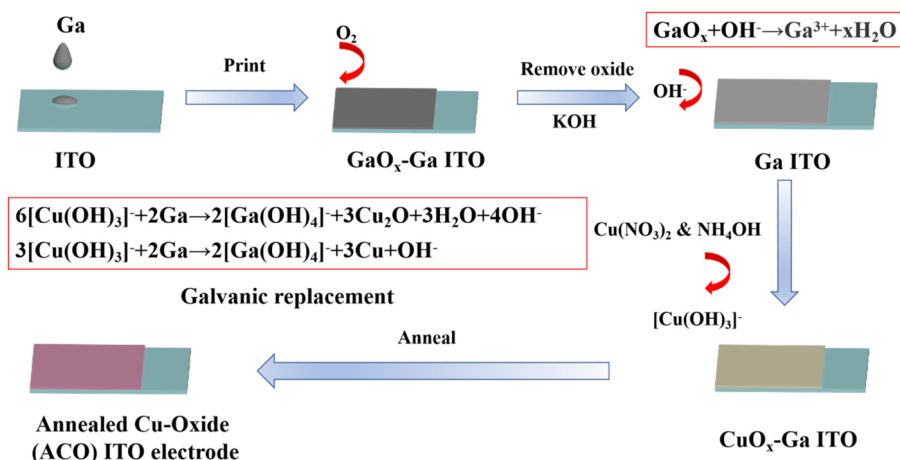 Ga
ITO
Print
O₂
GaOₓ-Ga ITO
Remove oxide
KOH
GaOₓ+OH⁻→Ga³⁺+xH₂O
OH⁻
Ga ITO
Cu(NO₃)₂ & NH₄OH
[Cu(OH)₃]⁻
CuOₓ-Ga ITO
6[Cu(OH)₃]⁻+2Ga→2[Ga(OH)₄]⁻+3Cu₂O+3H₂O+4OH⁻
3[Cu(OH)₃]⁻+2Ga→2[Ga(OH)₄]⁻+3Cu+OH⁻
Galvanic replacement
Anneal
Annealed Cu-Oxide
(ACO) ITO electrode